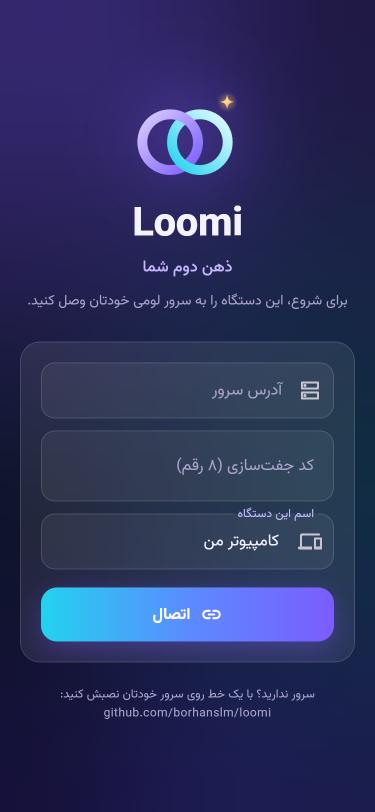 Loomi
ذهن دوم شما
برای شروع، این دستگاه را به سرور لومی خودتان وصل کنید.
آدرس سرور
کد جفت‌سازی (۸ رقم)
اسم این دستگاه
کامپیوتر من
اتصال
سرور ندارید؟ با یک خط روی سرور خودتان نصبش کنید:
github.com/borhanslm/loomi